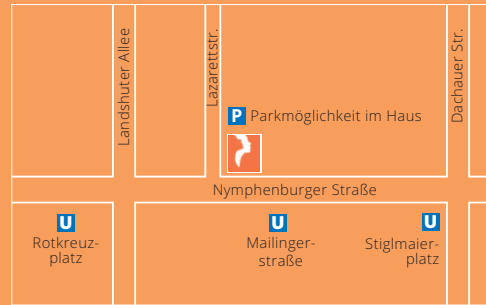 Landshuter Allee
Lazarettstr.
Dachauer Str.
P Parkmöglichkeit im Haus
Nymphenburger Straße
U
Rotkreuz-
platz
U
Mailinger-
straße
U
Stiglmaier-
platz